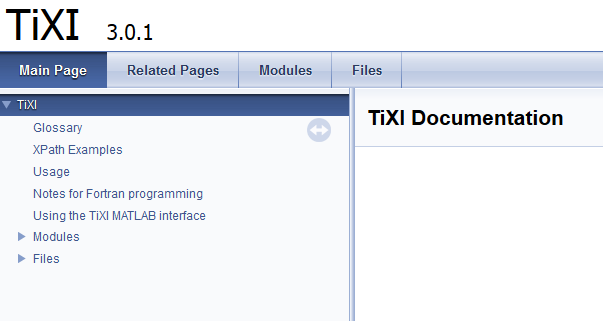 TiXI 3.0.1
Main Page Related Pages Modules Files
TiXI
Glossary
XPath Examples
Usage
Notes for Fortran programming
Using the TiXI MATLAB interface
Modules
Files
TiXI Documentation